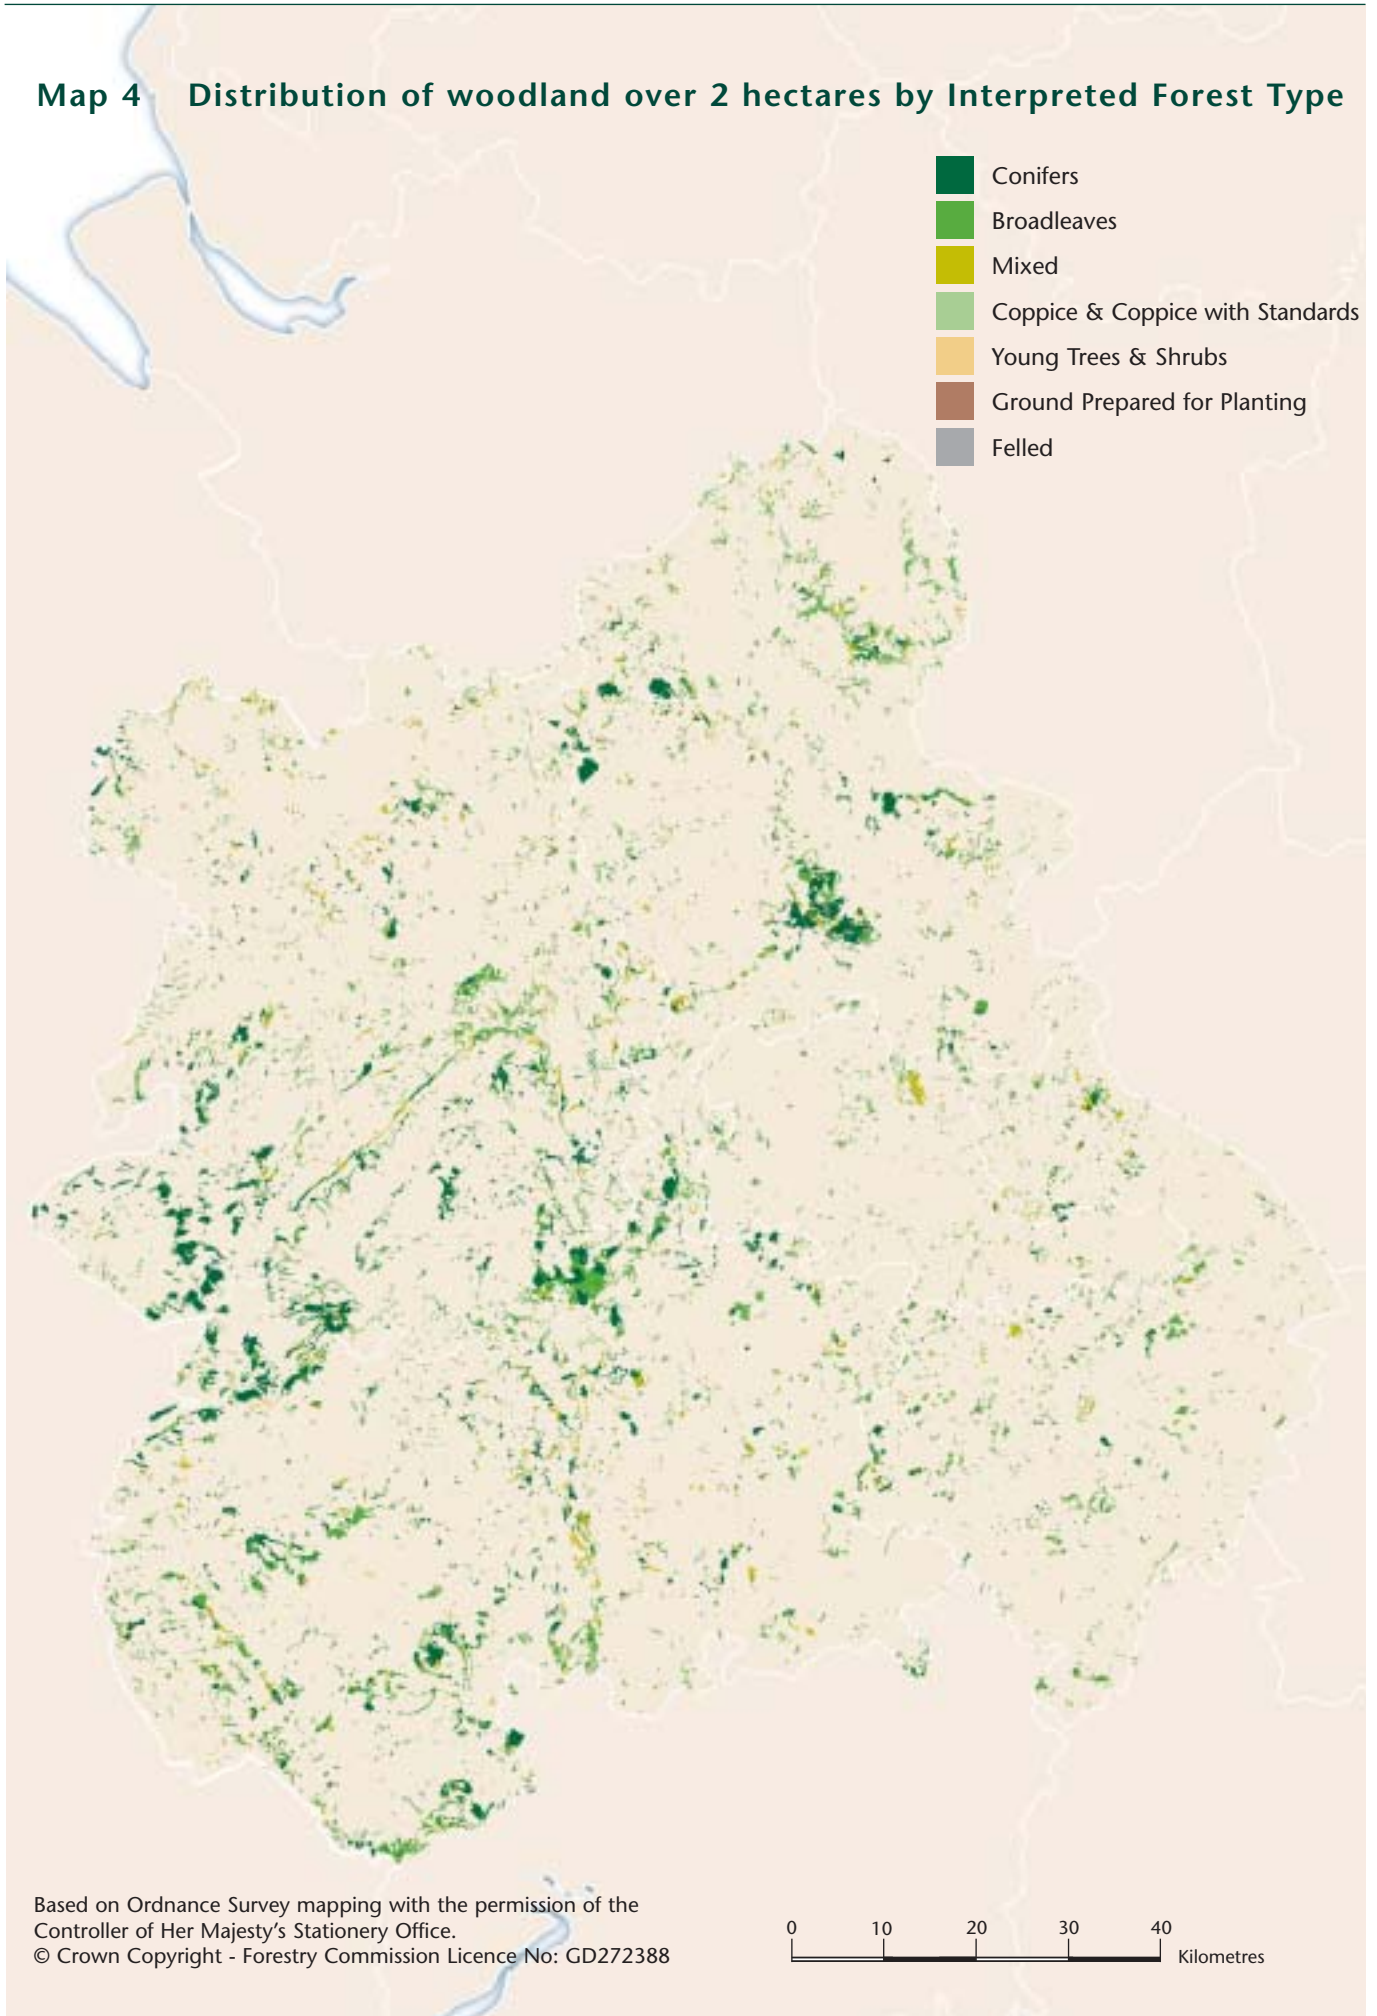 Map 4 Distribution of woodland over 2 hectares by Interpreted Forest Type
Conifers
Broadleaves
Mixed
Coppice & Coppice with Standards
Young Trees & Shrubs
Ground Prepared for Planting
Felled
Based on Ordnance Survey mapping with the permission of the
Controller of Her Majesty's Stationery Office.
© Crown Copyright - Forestry Commission Licence No: GD272388
0 10 20 30 40
Kilometres